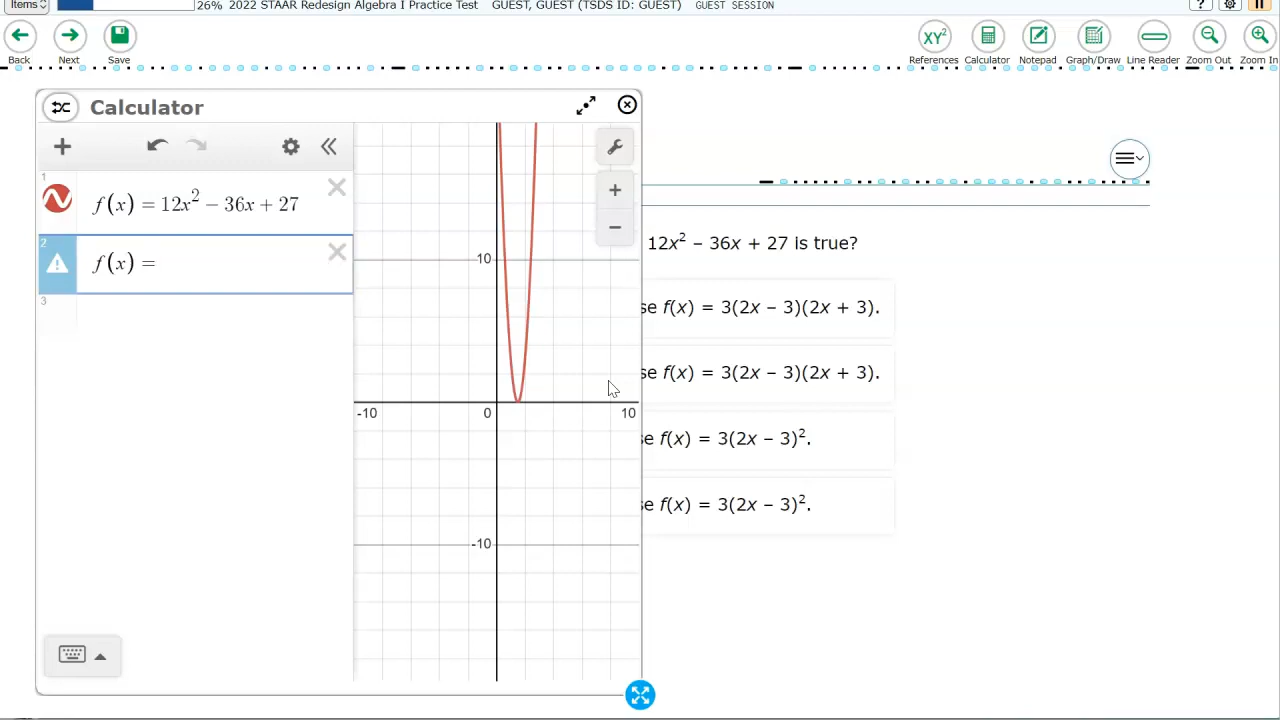 Items
26% 2022 STAAR Redesign Algebra I Practice Test GUEST, GUEST (TSDS ID: GUEST) GUEST SESSION
?
Back Next Save
XY²
References Calculator Notepad Graph/Draw Line Reader Zoom Out Zoom In
Calculator
1
f(x) = 12x² − 36x + 27
2
f(x) =
3
10
-10 0 10
-10
12x² – 36x + 27 is true?
se f(x) = 3(2x – 3)(2x + 3).
se f(x) = 3(2x – 3)(2x + 3).
se f(x) = 3(2x – 3)².
se f(x) = 3(2x – 3)².